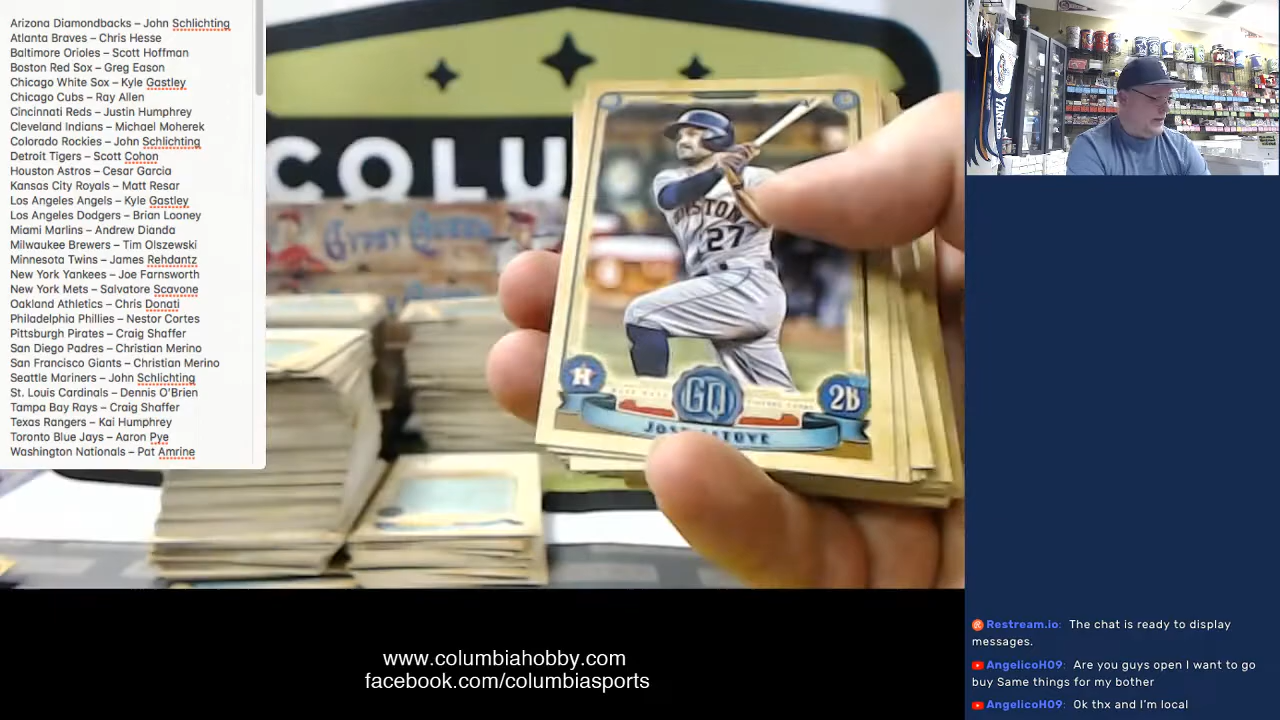 Arizona Diamondbacks – John Schlichting
Atlanta Braves – Chris Hesse
Baltimore Orioles – Scott Hoffman
Boston Red Sox – Greg Eason
Chicago White Sox – Kyle Gastley
Chicago Cubs – Ray Allen
Cincinnati Reds – Justin Humphrey
Cleveland Indians – Michael Moherek
Colorado Rockies – John Schlichting
Detroit Tigers – Scott Cohon
Houston Astros – Cesar Garcia
Kansas City Royals – Matt Resar
Los Angeles Angels – Kyle Gastley
Los Angeles Dodgers – Brian Looney
Miami Marlins – Andrew Dianda
Milwaukee Brewers – Tim Olszewski
Minnesota Twins – James Rehdantz
New York Yankees – Joe Farnsworth
New York Mets – Salvatore Scavone
Oakland Athletics – Chris Donati
Philadelphia Phillies – Nestor Cortes
Pittsburgh Pirates – Craig Shaffer
San Diego Padres – Christian Merino
San Francisco Giants – Christian Merino
Seattle Mariners – John Schlichting
St. Louis Cardinals – Dennis O'Brien
Tampa Bay Rays – Craig Shaffer
Texas Rangers – Kai Humphrey
Toronto Blue Jays – Aaron Pye
Washington Nationals – Pat Amrine
COLU
Gypsy Queen
HOUSTON
27
H
GQ
2B
JOSE ALTUVE
www.columbiahobby.com
facebook.com/columbiasports
Restream.io: The chat is ready to display
messages.
AngelicoH09: Are you guys open I want to go
buy Same things for my bother
AngelicoH09: Ok thx and I'm local